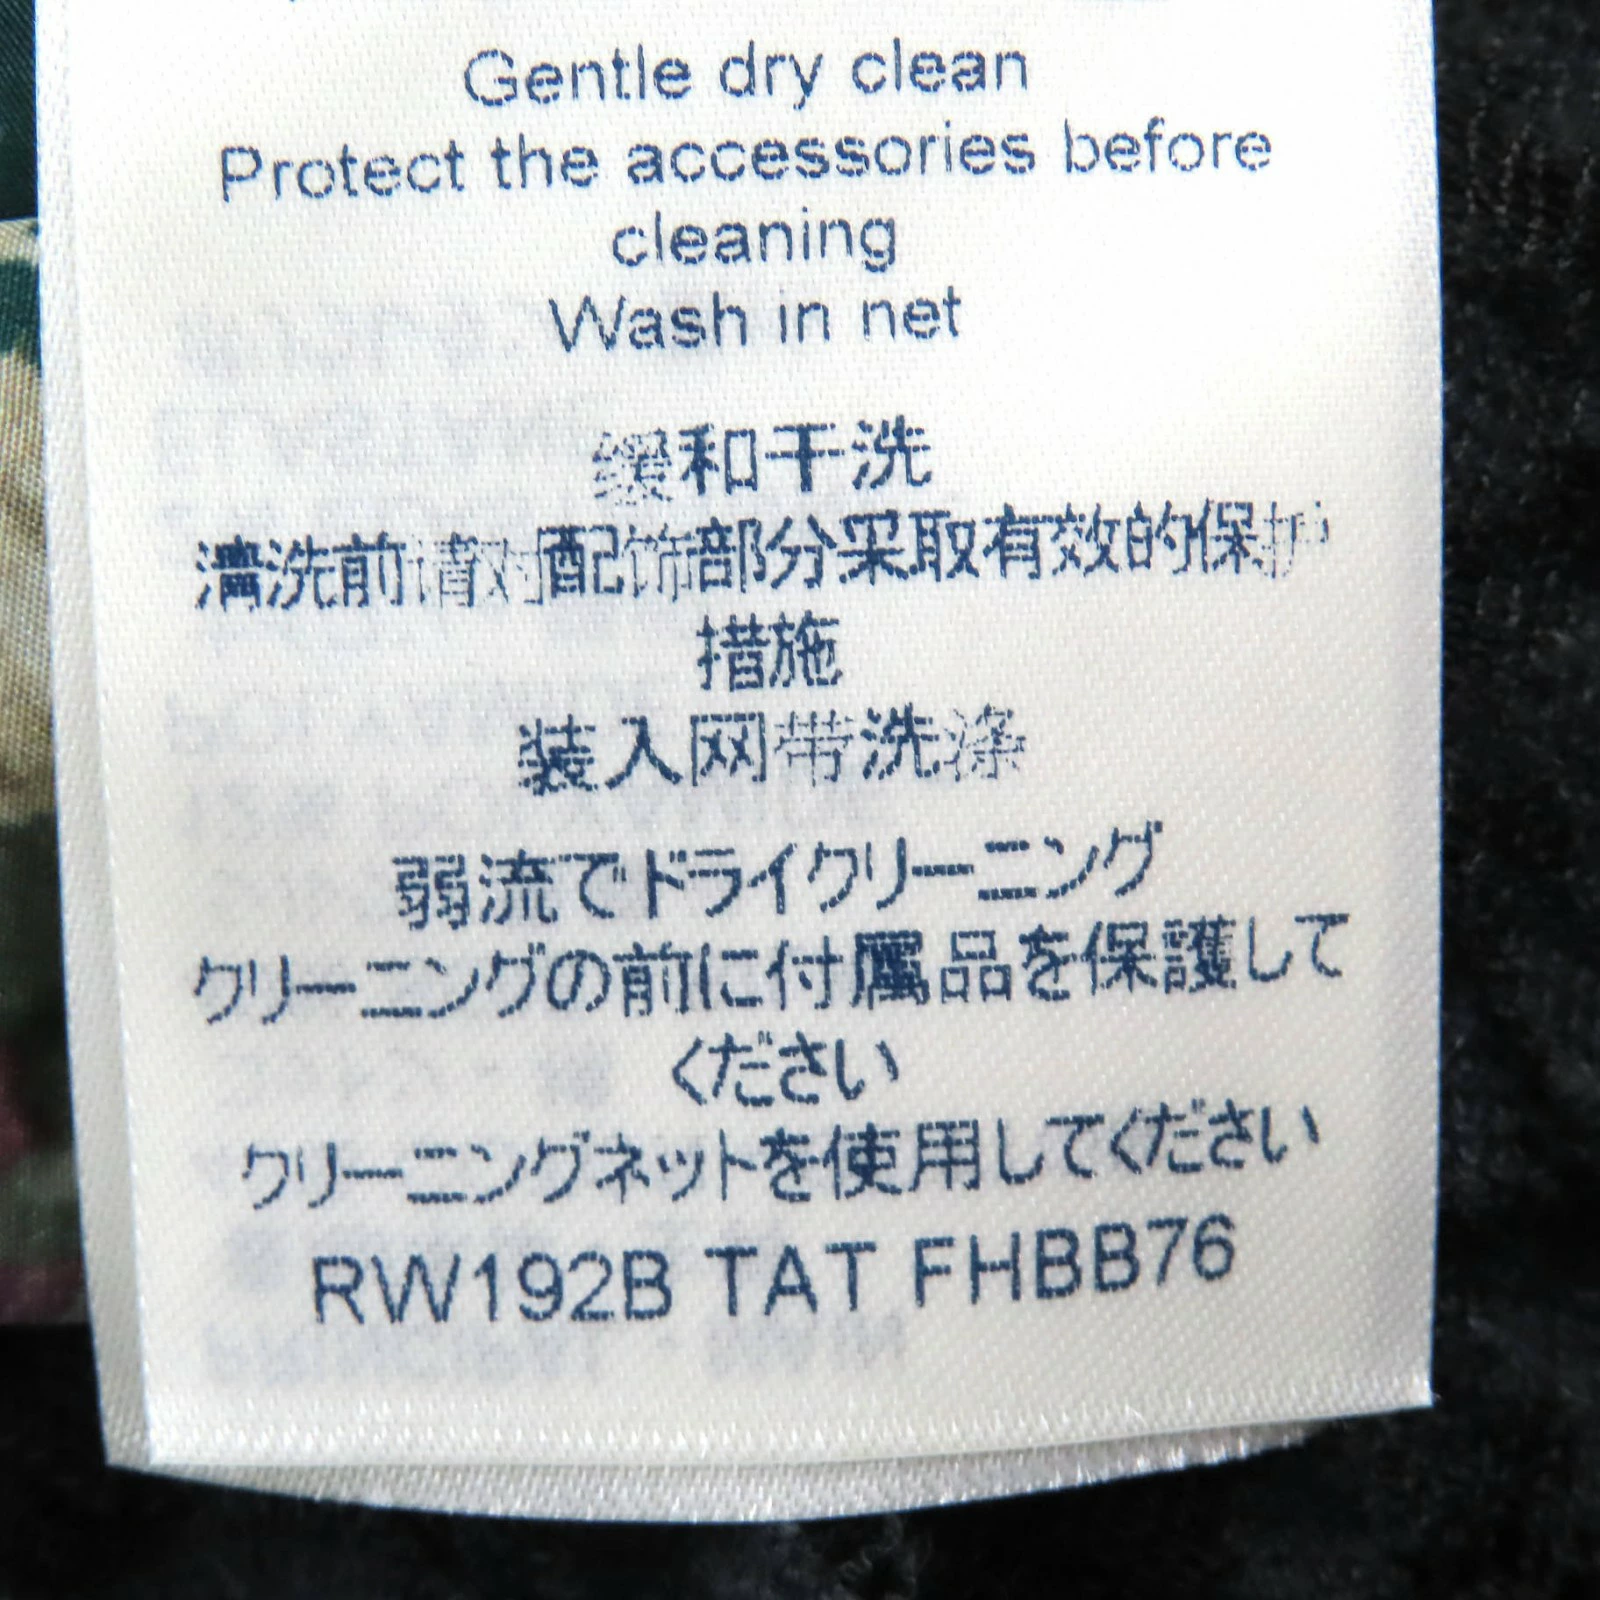 Gentle dry clean
Protect the accessories before
cleaning
Wash in net
缓和干洗
清洗前请对配饰部分采取有效的保护
措施
装入网带洗涤
弱流でドライクリーニング
クリーニングの前に付属品を保護して
ください
クリーニングネットを使用してください
RW192B TAT FHBB76